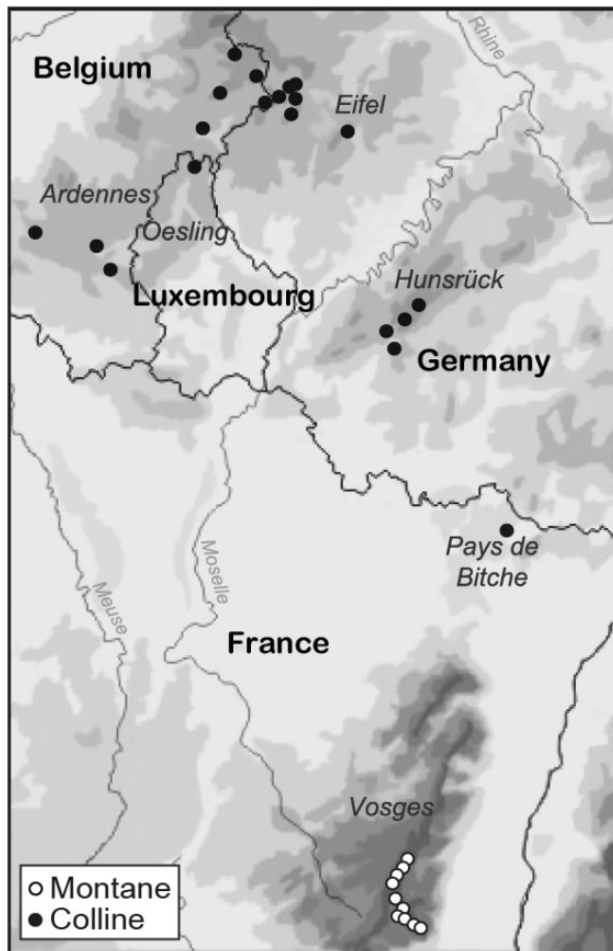 Rhine
Belgium
Eifel
Ardennes
Oesling
Hunsrück
Luxembourg
Germany
Pays de
Bitche
Moselle
Meuse
France
Vosges
Montane
Colline